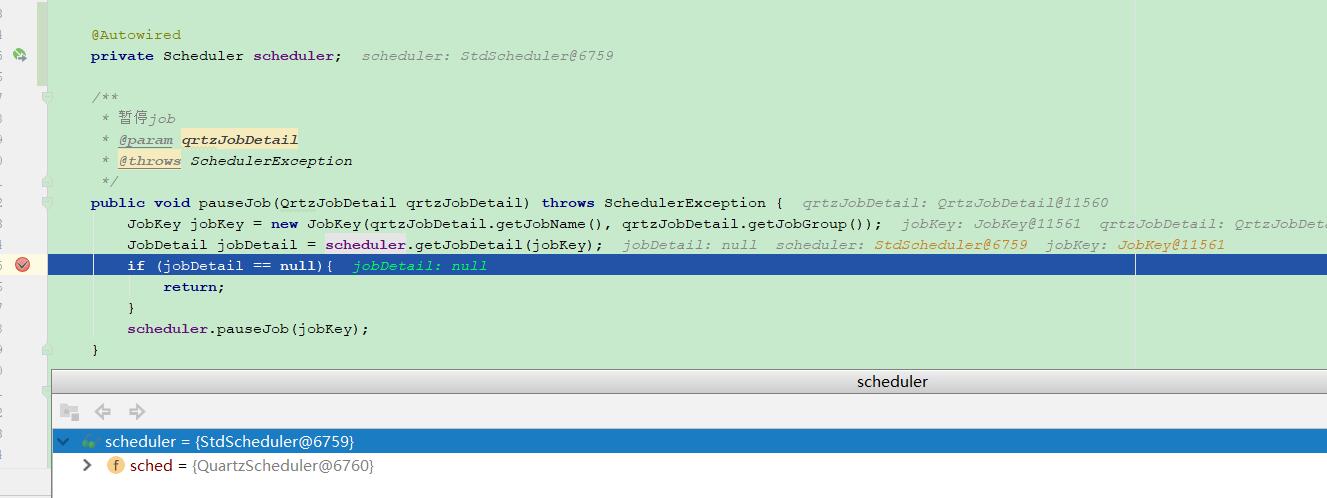 @Autowired
private Scheduler scheduler; scheduler: StdScheduler@6759
/**
* 暂停job
* @param qrtzJobDetail
* @throws SchedulerException
*/
public void pauseJob(QrtzJobDetail qrtzJobDetail) throws SchedulerException { qrtzJobDetail: QrtzJobDetail@11560
JobKey jobKey = new JobKey(qrtzJobDetail.getJobName(), qrtzJobDetail.getJobGroup()); jobKey: JobKey@11561 qrtzJobDetail: QrtzJobDeta
JobDetail jobDetail = scheduler.getJobDetail(jobKey); jobDetail: null scheduler: StdScheduler@6759 jobKey: JobKey@11561
if (jobDetail == null){ jobDetail: null
return;
}
scheduler.pauseJob(jobKey);
}
scheduler
scheduler = {StdScheduler@6759}
f sched = {QuartzScheduler@6760}